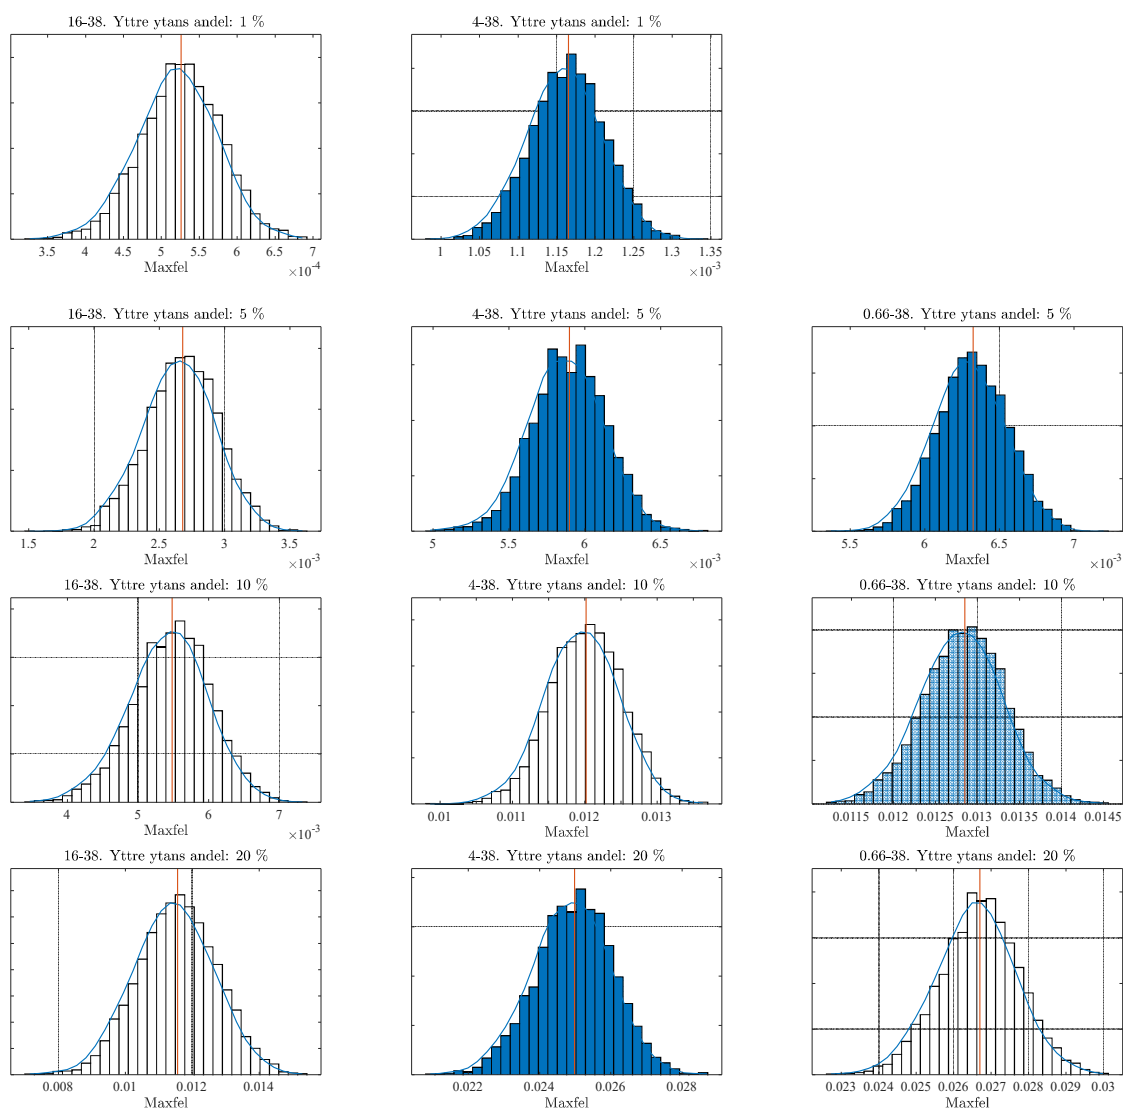 16-38. Yttre ytans andel: 1 %
4-38. Yttre ytans andel: 1 %
3.5 4 4.5 5 5.5 6 6.5 7
1 1.05 1.1 1.15 1.2 1.25 1.3 1.35
Maxfel
×10-4
Maxfel
×10-3
16-38. Yttre ytans andel: 5 %
4-38. Yttre ytans andel: 5 %
0.66-38. Yttre ytans andel: 5 %
1.5 2 2.5 3 3.5
5 5.5 6 6.5
5.5 6 6.5 7
Maxfel
×10-3
Maxfel
×10-3
Maxfel
×10-3
16-38. Yttre ytans andel: 10 %
4-38. Yttre ytans andel: 10 %
0.66-38. Yttre ytans andel: 10 %
4 5 6 7
0.01 0.011 0.012 0.013
0.0115 0.012 0.0125 0.013 0.0135 0.014 0.0145
Maxfel
×10-3
Maxfel
Maxfel
16-38. Yttre ytans andel: 20 %
4-38. Yttre ytans andel: 20 %
0.66-38. Yttre ytans andel: 20 %
0.008 0.01 0.012 0.014
0.022 0.024 0.026 0.028
0.023 0.024 0.025 0.026 0.027 0.028 0.029 0.03
Maxfel
Maxfel
Maxfel